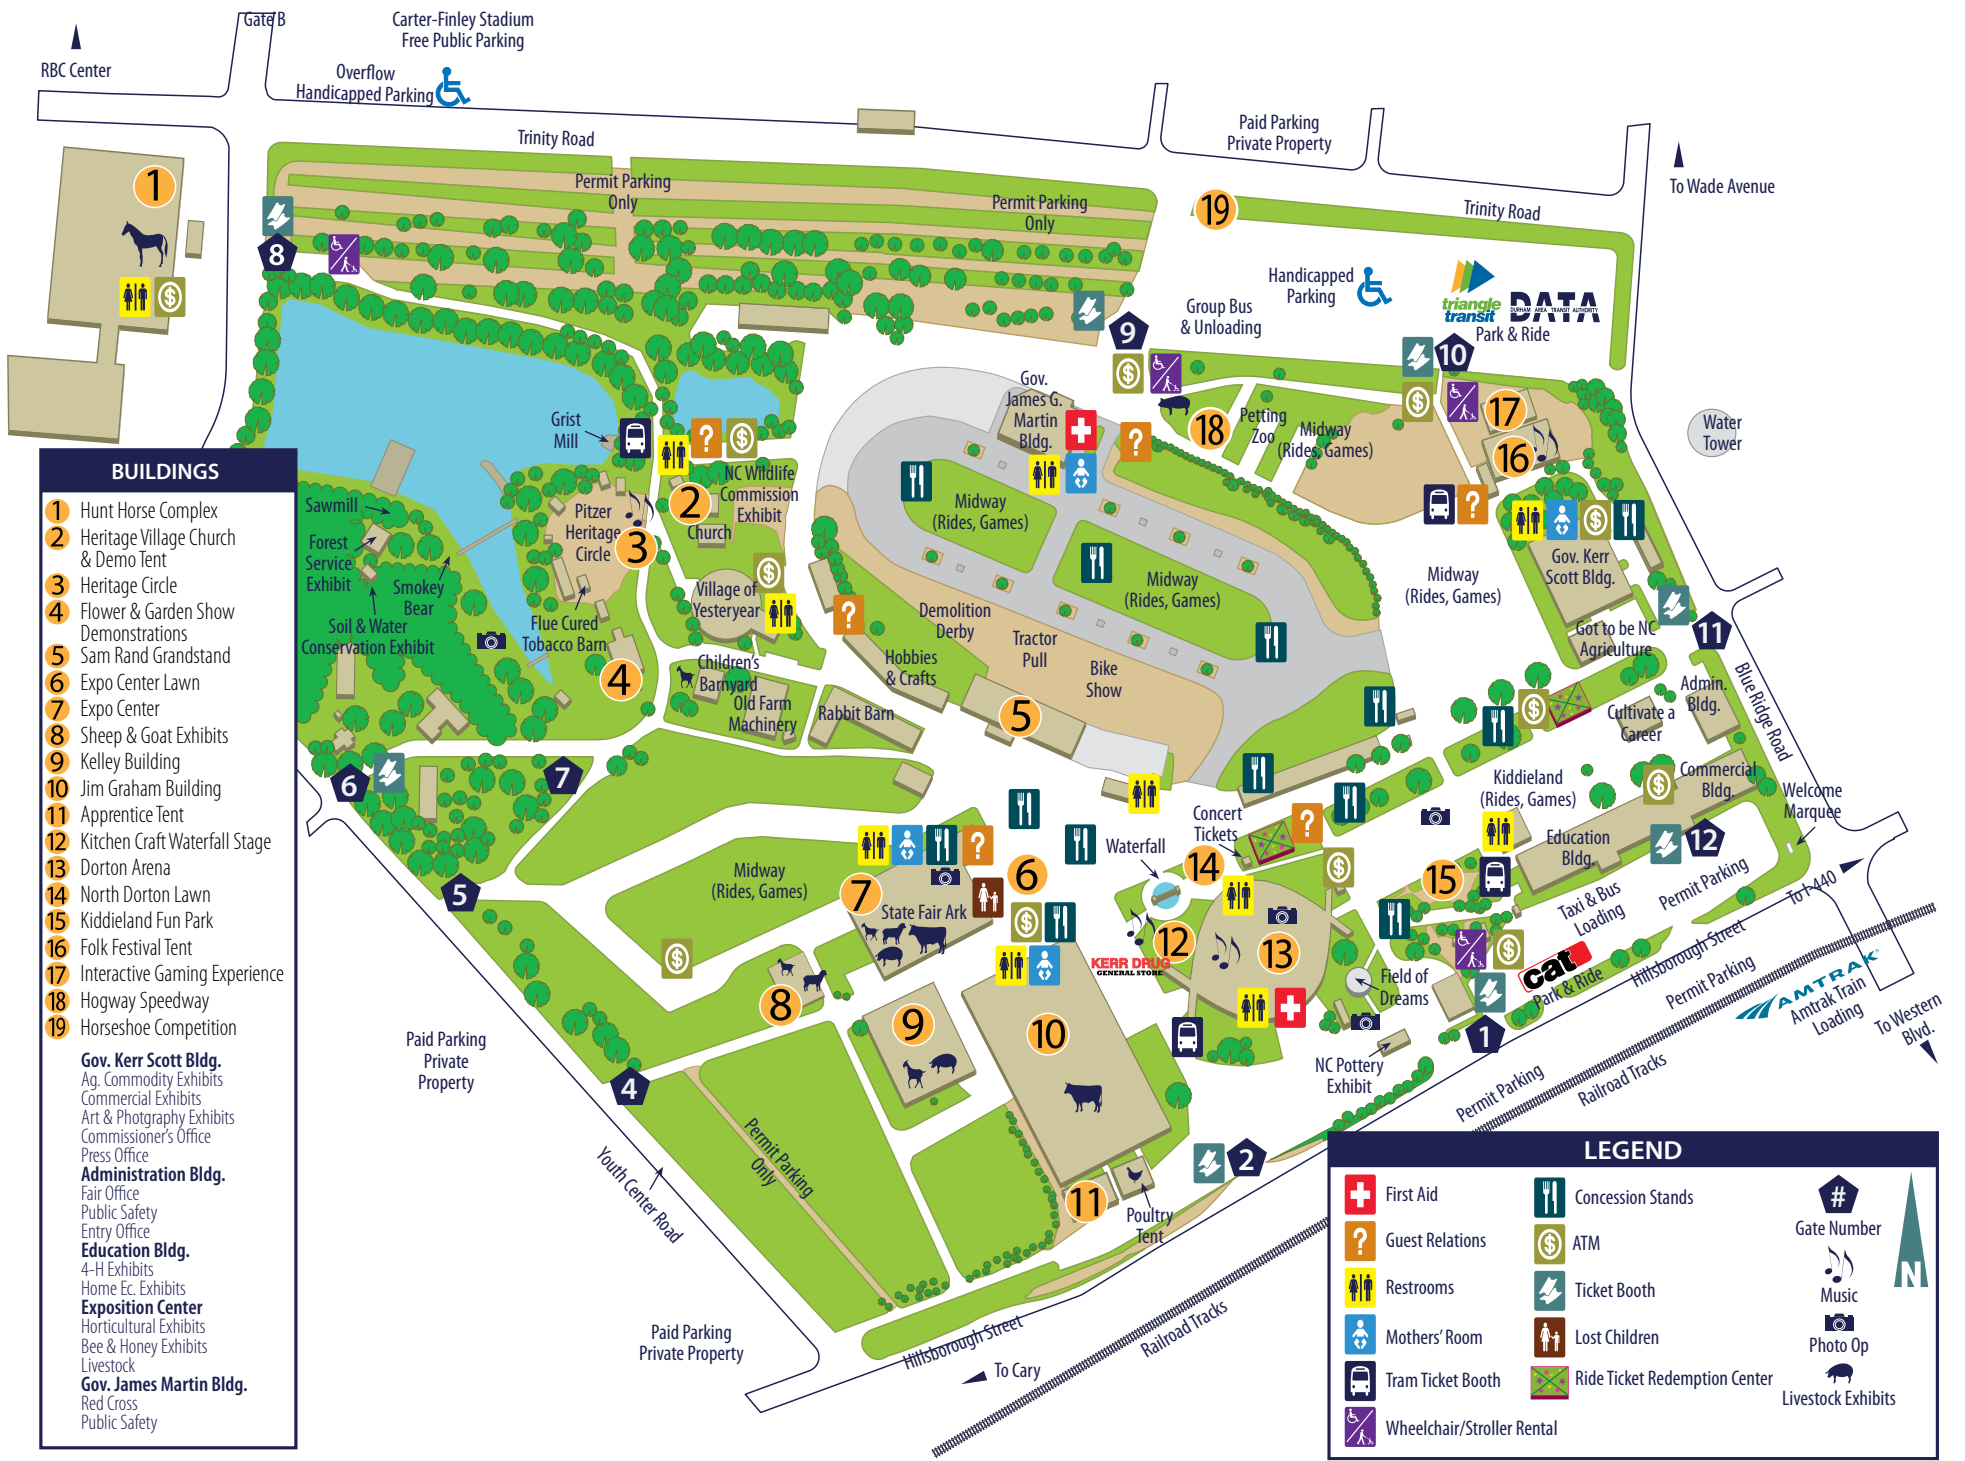 Gate B
Carter-Finley Stadium
Free Public Parking
RBC Center
Overflow
Handicapped Parking
Trinity Road
Paid Parking
Private Property
To Wade Avenue
1
Permit Parking
Only
Permit Parking
Only
19
Trinity Road
8
Handicapped
Parking
triangle
transit
DATA
DURHAM AREA TRANSIT AUTHORITY
Park & Ride
Group Bus
& Unloading
9
10
Gov.
James G.
Martin
Bldg.
18
Petting
Zoo
Midway
(Rides, Games)
17
16
Water
Tower
Grist
Mill
NC Wildlife
Commission
Exhibit
2
Church
Pitzer
Heritage
Circle
3
Midway
(Rides, Games)
Midway
(Rides, Games)
Midway
(Rides, Games)
Gov. Kerr
Scott Bldg.
11
Sawmill
Forest
Service
Exhibit
Smokey
Bear
Soil & Water
Conservation Exhibit
Flue Cured
Tobacco Barn
Village of
Yesteryear
4
Children's
Barnyard
Old Farm
Machinery
Rabbit Barn
Hobbies
& Crafts
Demolition
Derby
Tractor
Pull
Bike
Show
5
Got to be NC
Agriculture
Admin.
Bldg.
Blue Ridge Road
Cultivate a
Career
Commercial
Bldg.
Welcome
Marquee
Kiddieland
(Rides, Games)
Education
Bldg.
12
6
7
5
Midway
(Rides, Games)
7
State Fair Ark
6
Concert
Tickets
Waterfall
14
15
Taxi & Bus
Loading
Permit Parking
To I-440
12
KERR DRUG
GENERAL STORE
13
Field of
Dreams
cat
Park & Ride
Hillsborough Street
Permit Parking
AMTRAK
Amtrak Train
Loading
To Western
Blvd.
1
8
9
10
NC Pottery
Exhibit
Permit Parking
Railroad Tracks
Paid Parking
Private
Property
4
Permit Parking
Only
Youth Center Road
2
11
Poultry
Tent
Paid Parking
Private Property
Hillsborough Street
To Cary
Railroad Tracks
BUILDINGS
1 Hunt Horse Complex
2 Heritage Village Church
& Demo Tent
3 Heritage Circle
4 Flower & Garden Show
Demonstrations
5 Sam Rand Grandstand
6 Expo Center Lawn
7 Expo Center
8 Sheep & Goat Exhibits
9 Kelley Building
10 Jim Graham Building
11 Apprentice Tent
12 Kitchen Craft Waterfall Stage
13 Dorton Arena
14 North Dorton Lawn
15 Kiddieland Fun Park
16 Folk Festival Tent
17 Interactive Gaming Experience
18 Hogway Speedway
19 Horseshoe Competition
Gov. Kerr Scott Bldg.
Ag. Commodity Exhibits
Commercial Exhibits
Art & Photgraphy Exhibits
Commissioner's Office
Press Office
Administration Bldg.
Fair Office
Public Safety
Entry Office
Education Bldg.
4-H Exhibits
Home Ec. Exhibits
Exposition Center
Horticultural Exhibits
Bee & Honey Exhibits
Livestock
Gov. James Martin Bldg.
Red Cross
Public Safety
LEGEND
First Aid
Guest Relations
Restrooms
Mothers' Room
Tram Ticket Booth
Wheelchair/Stroller Rental
Concession Stands
ATM
Ticket Booth
Lost Children
Ride Ticket Redemption Center
#
Gate Number
Music
Photo Op
Livestock Exhibits
N